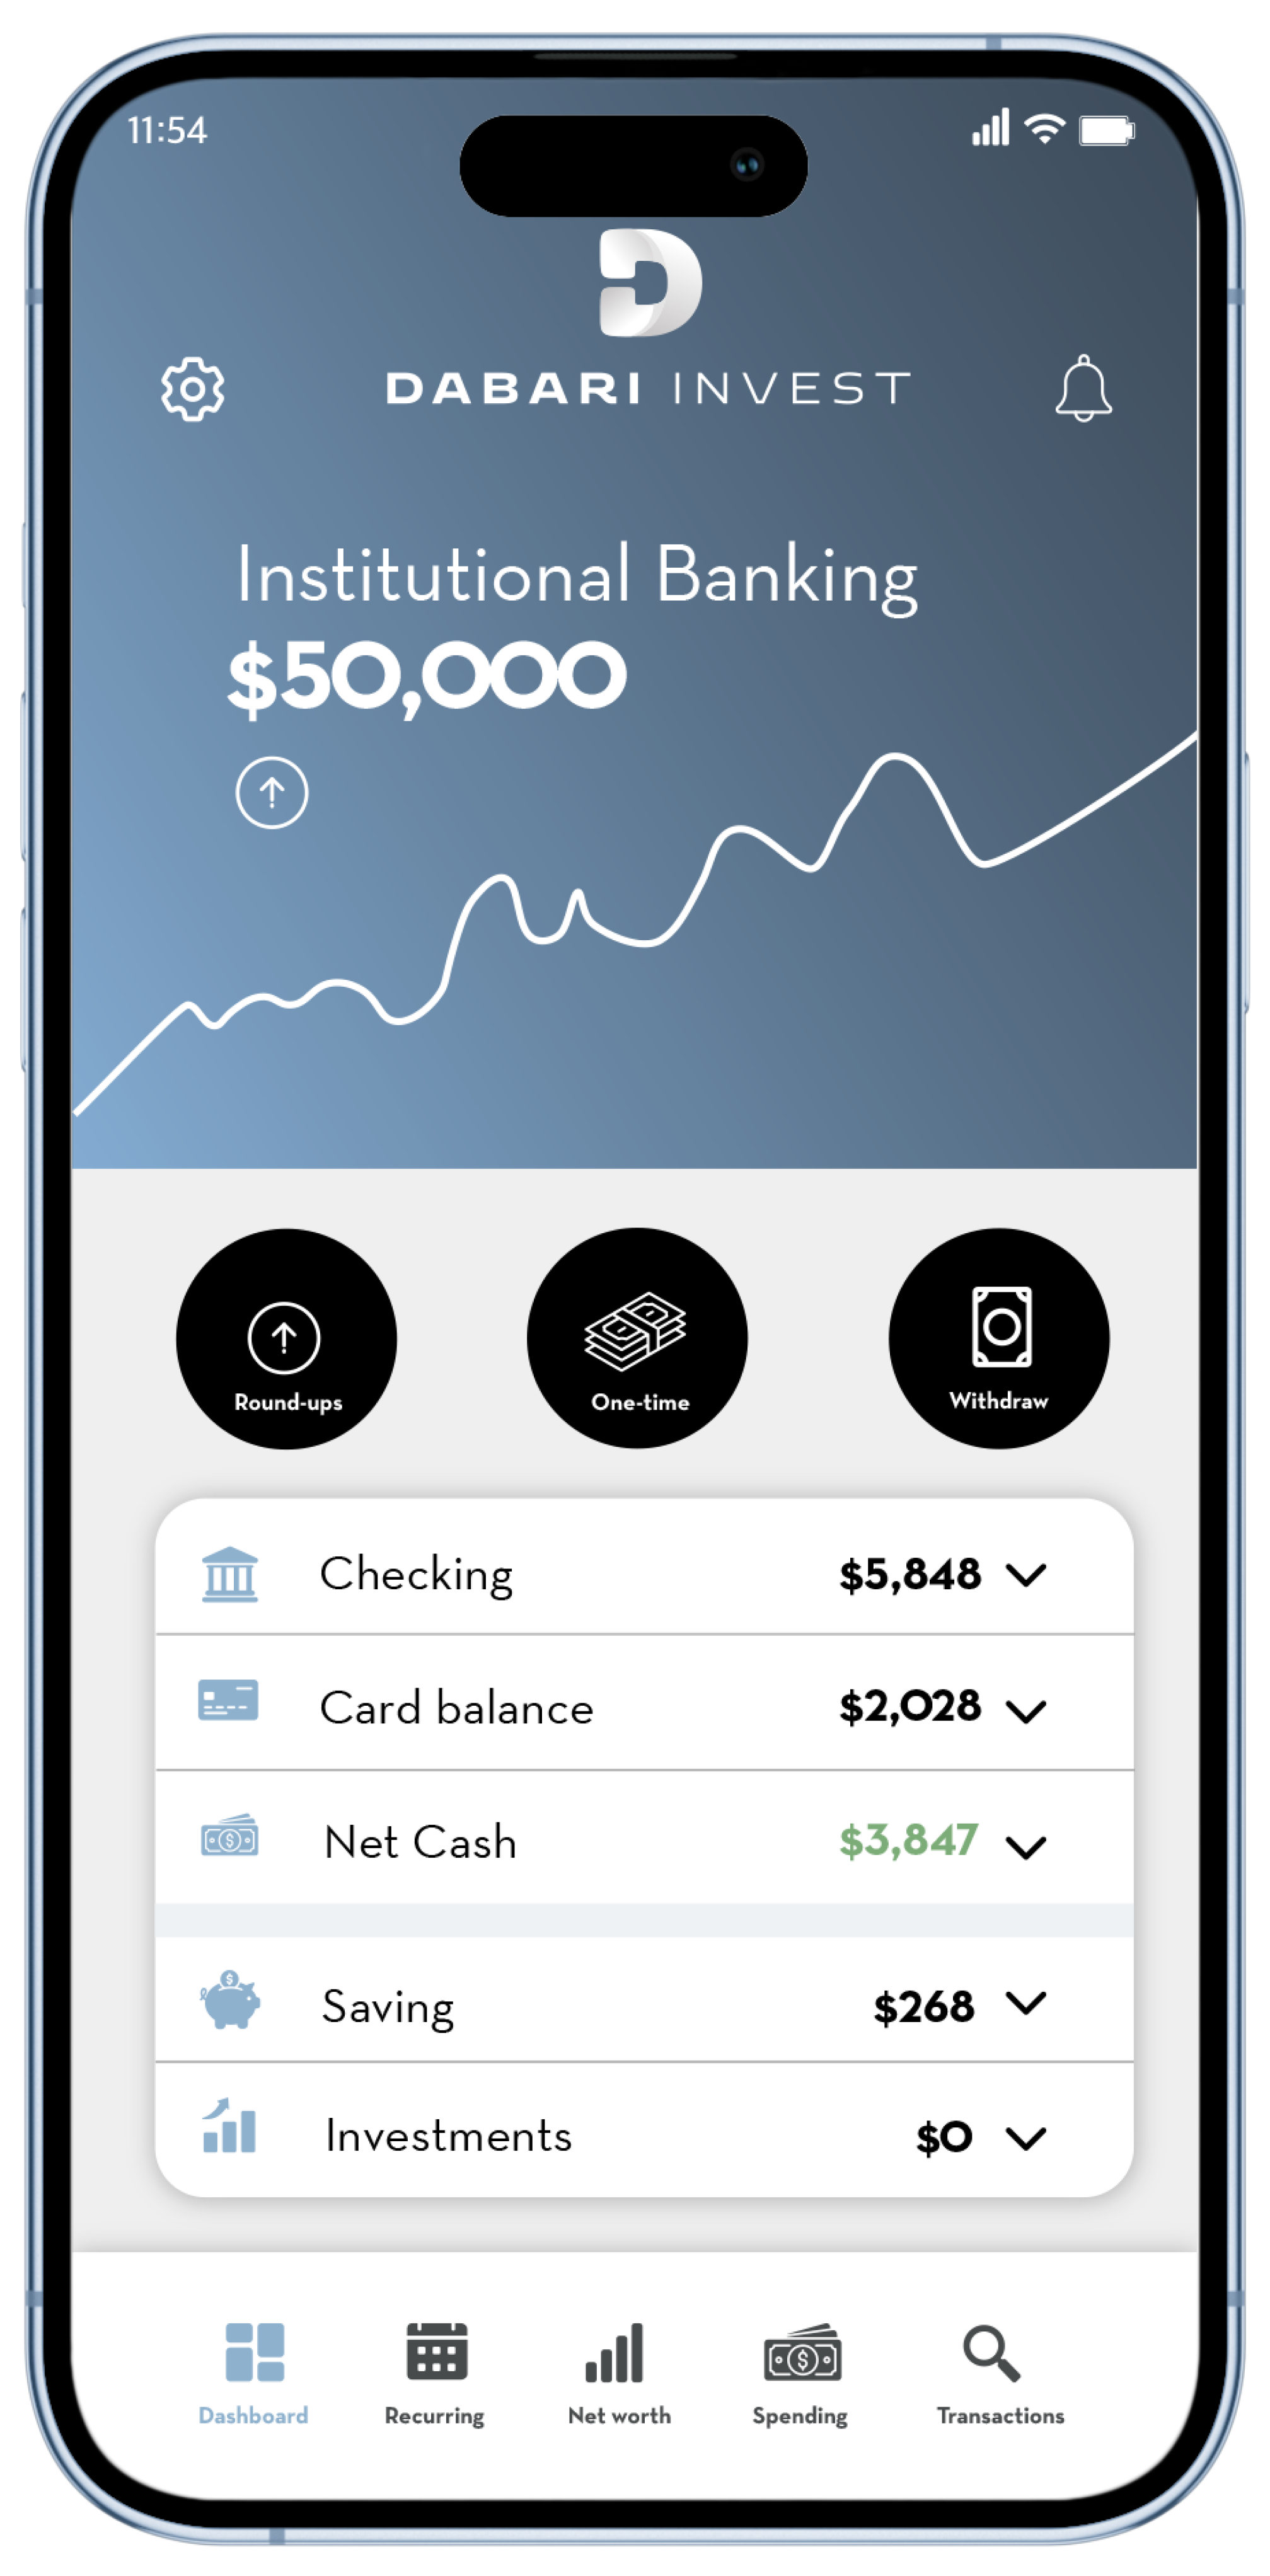 11:54
DABARI INVEST
Institutional Banking
$50,000
Round-ups
One-time
Withdraw
Checking $5,848
Card balance $2,028
Net Cash $3,847
Saving $268
Investments $0
Dashboard Recurring Net worth Spending Transactions